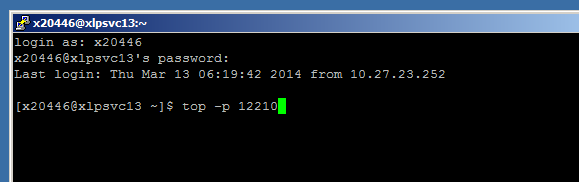 x20446@xlpsvc13:~
login as: x20446
x20446@xlpsvc13's password:
Last login: Thu Mar 13 06:19:42 2014 from 10.27.23.252
[x20446@xlpsvc13 ~]$ top -p 12210